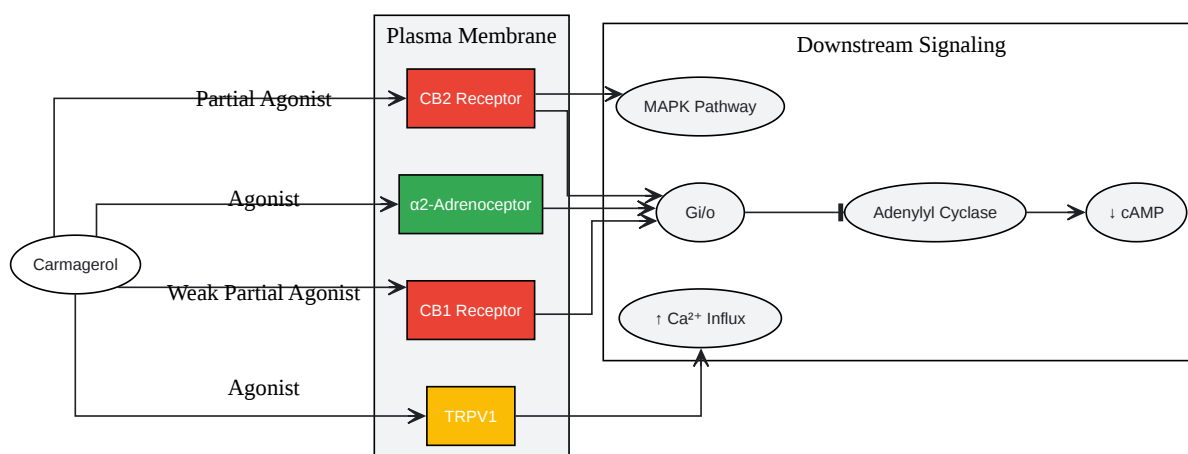 Plasma Membrane
Downstream Signaling
Partial Agonist
CB2 Receptor
MAPK Pathway
Agonist
α2-Adrenoceptor
Gi/o
Adenylyl Cyclase
↓ cAMP
Carmagerol
Weak Partial Agonist
CB1 Receptor
↑ Ca²⁺ Influx
Agonist
TRPV1